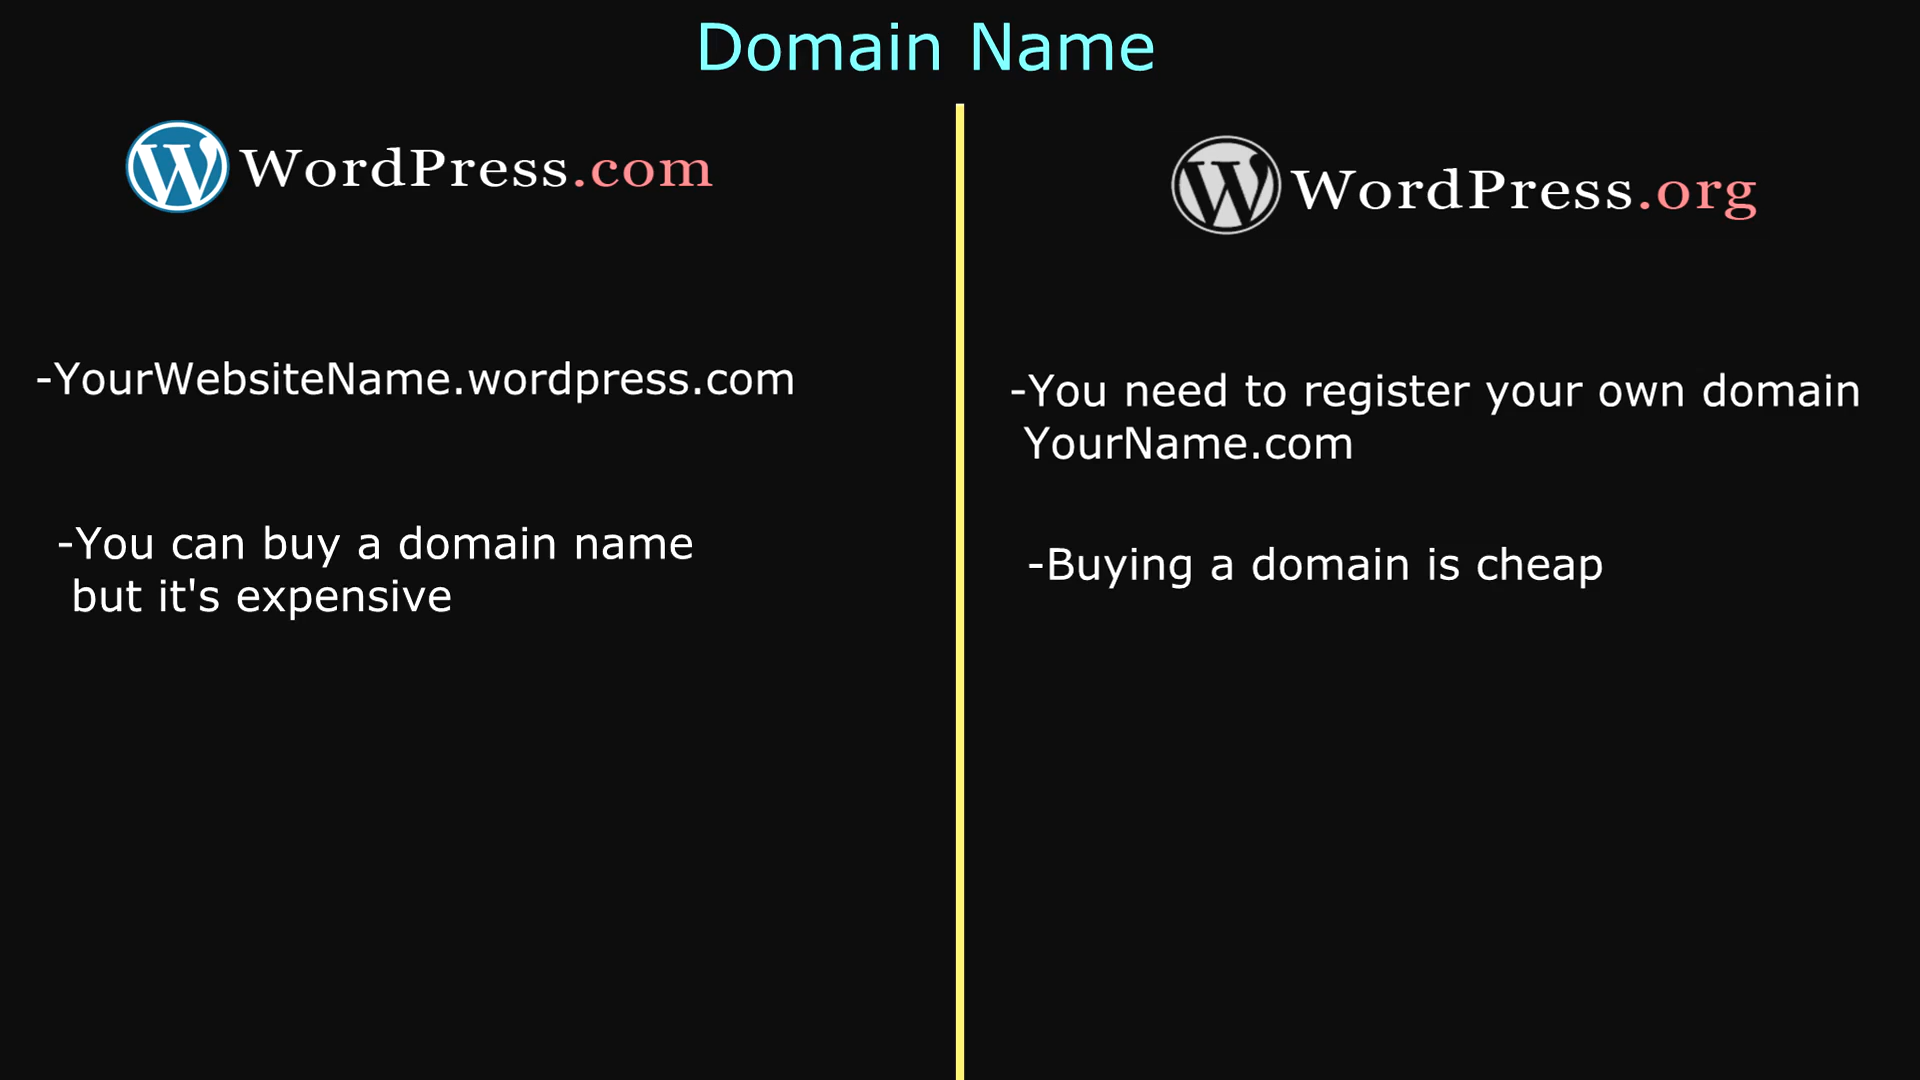 Domain Name
WordPress.com
-YourWebsiteName.wordpress.com
-You can buy a domain name
but it's expensive
WordPress.org
-You need to register your own domain
YourName.com
-Buying a domain is cheap